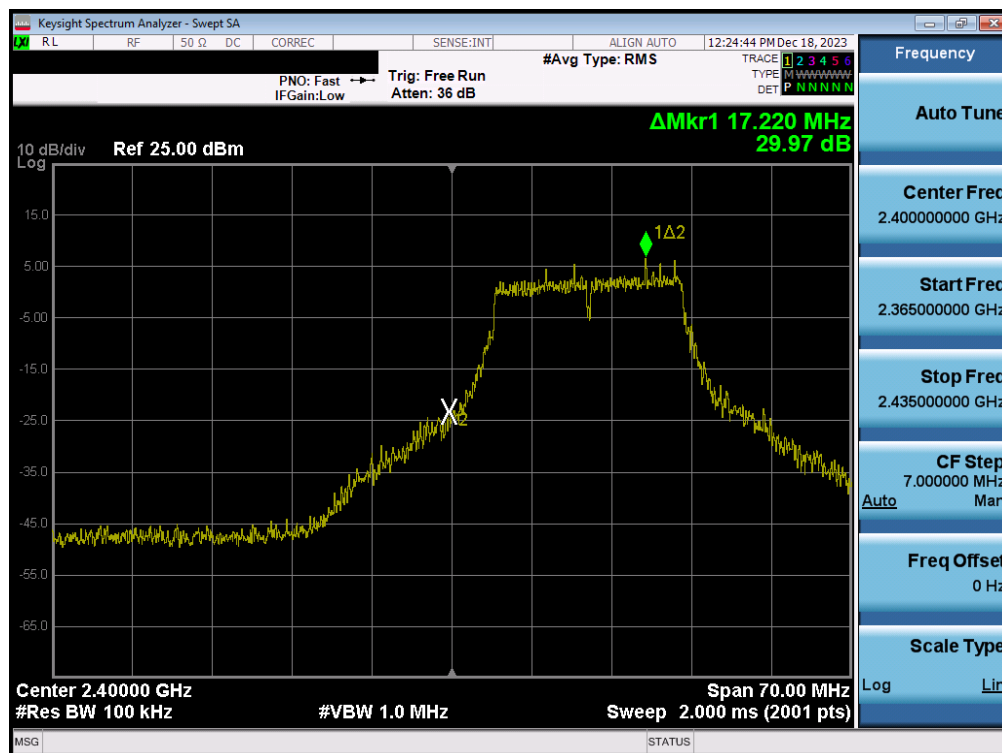 Keysight Spectrum Analyzer - Swept SA
LXI RL RF 50 Ω DC CORREC SENSE:INT ALIGN AUTO 12:24:44 PM Dec 18, 2023
#Avg Type: RMS
TRACE 1 2 3 4 5 6
PNO: Fast Trig: Free Run
TYPE M WWWWW
IFGain:Low Atten: 36 dB
DET P N N N N N
ΔMkr1 17.220 MHz
29.97 dB
10 dB/div Ref 25.00 dBm
Log
15.0
1Δ2
5.00
-5.00
-15.0
-25.0
X2
-35.0
-45.0
-55.0
-65.0
Center 2.40000 GHz Span 70.00 MHz
#Res BW 100 kHz #VBW 1.0 MHz Sweep 2.000 ms (2001 pts)
MSG STATUS
Frequency
Auto Tune
Center Freq
2.400000000 GHz
Start Freq
2.365000000 GHz
Stop Freq
2.435000000 GHz
CF Step
7.000000 MHz
Auto Man
Freq Offset
0 Hz
Scale Type
Log Lin